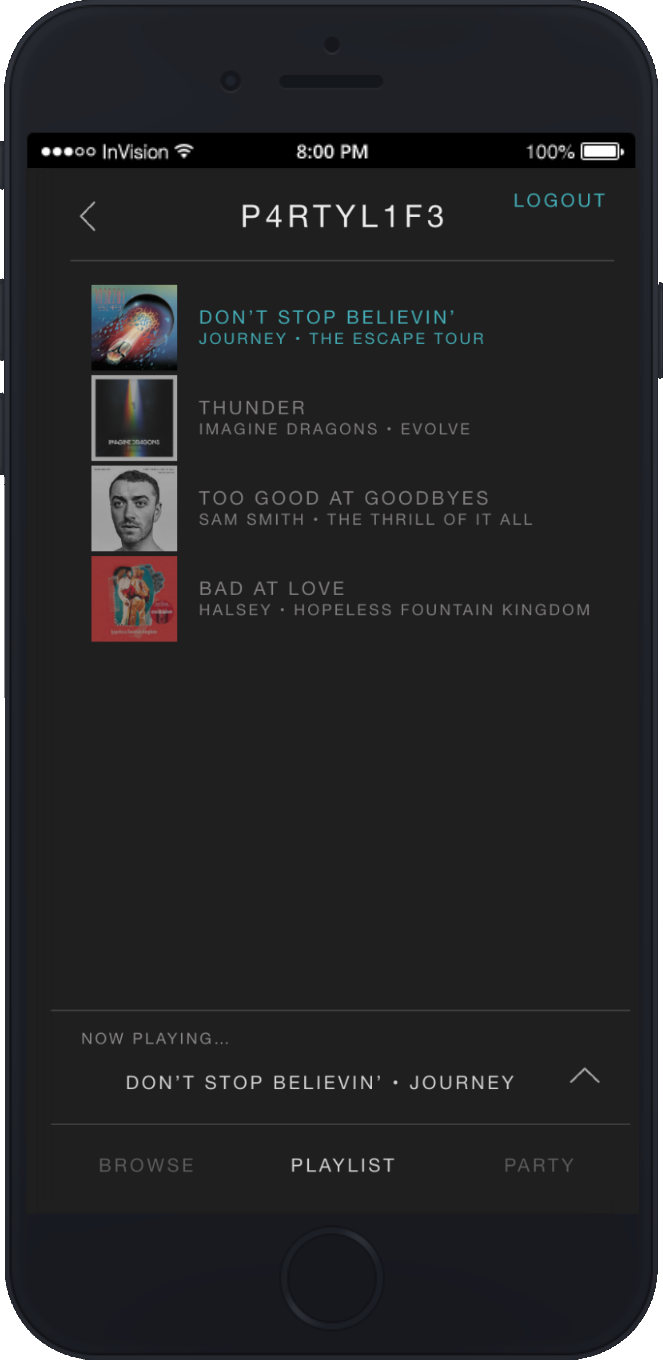 InVision 8:00 PM 100%
P4RTYL1F3
LOGOUT
DON'T STOP BELIEVIN'
JOURNEY • THE ESCAPE TOUR
THUNDER
IMAGINE DRAGONS • EVOLVE
IMAGINE DRAGONS
TOO GOOD AT GOODBYES
SAM SMITH • THE THRILL OF IT ALL
BAD AT LOVE
HALSEY • HOPELESS FOUNTAIN KINGDOM
NOW PLAYING...
DON'T STOP BELIEVIN' • JOURNEY
BROWSE PLAYLIST PARTY